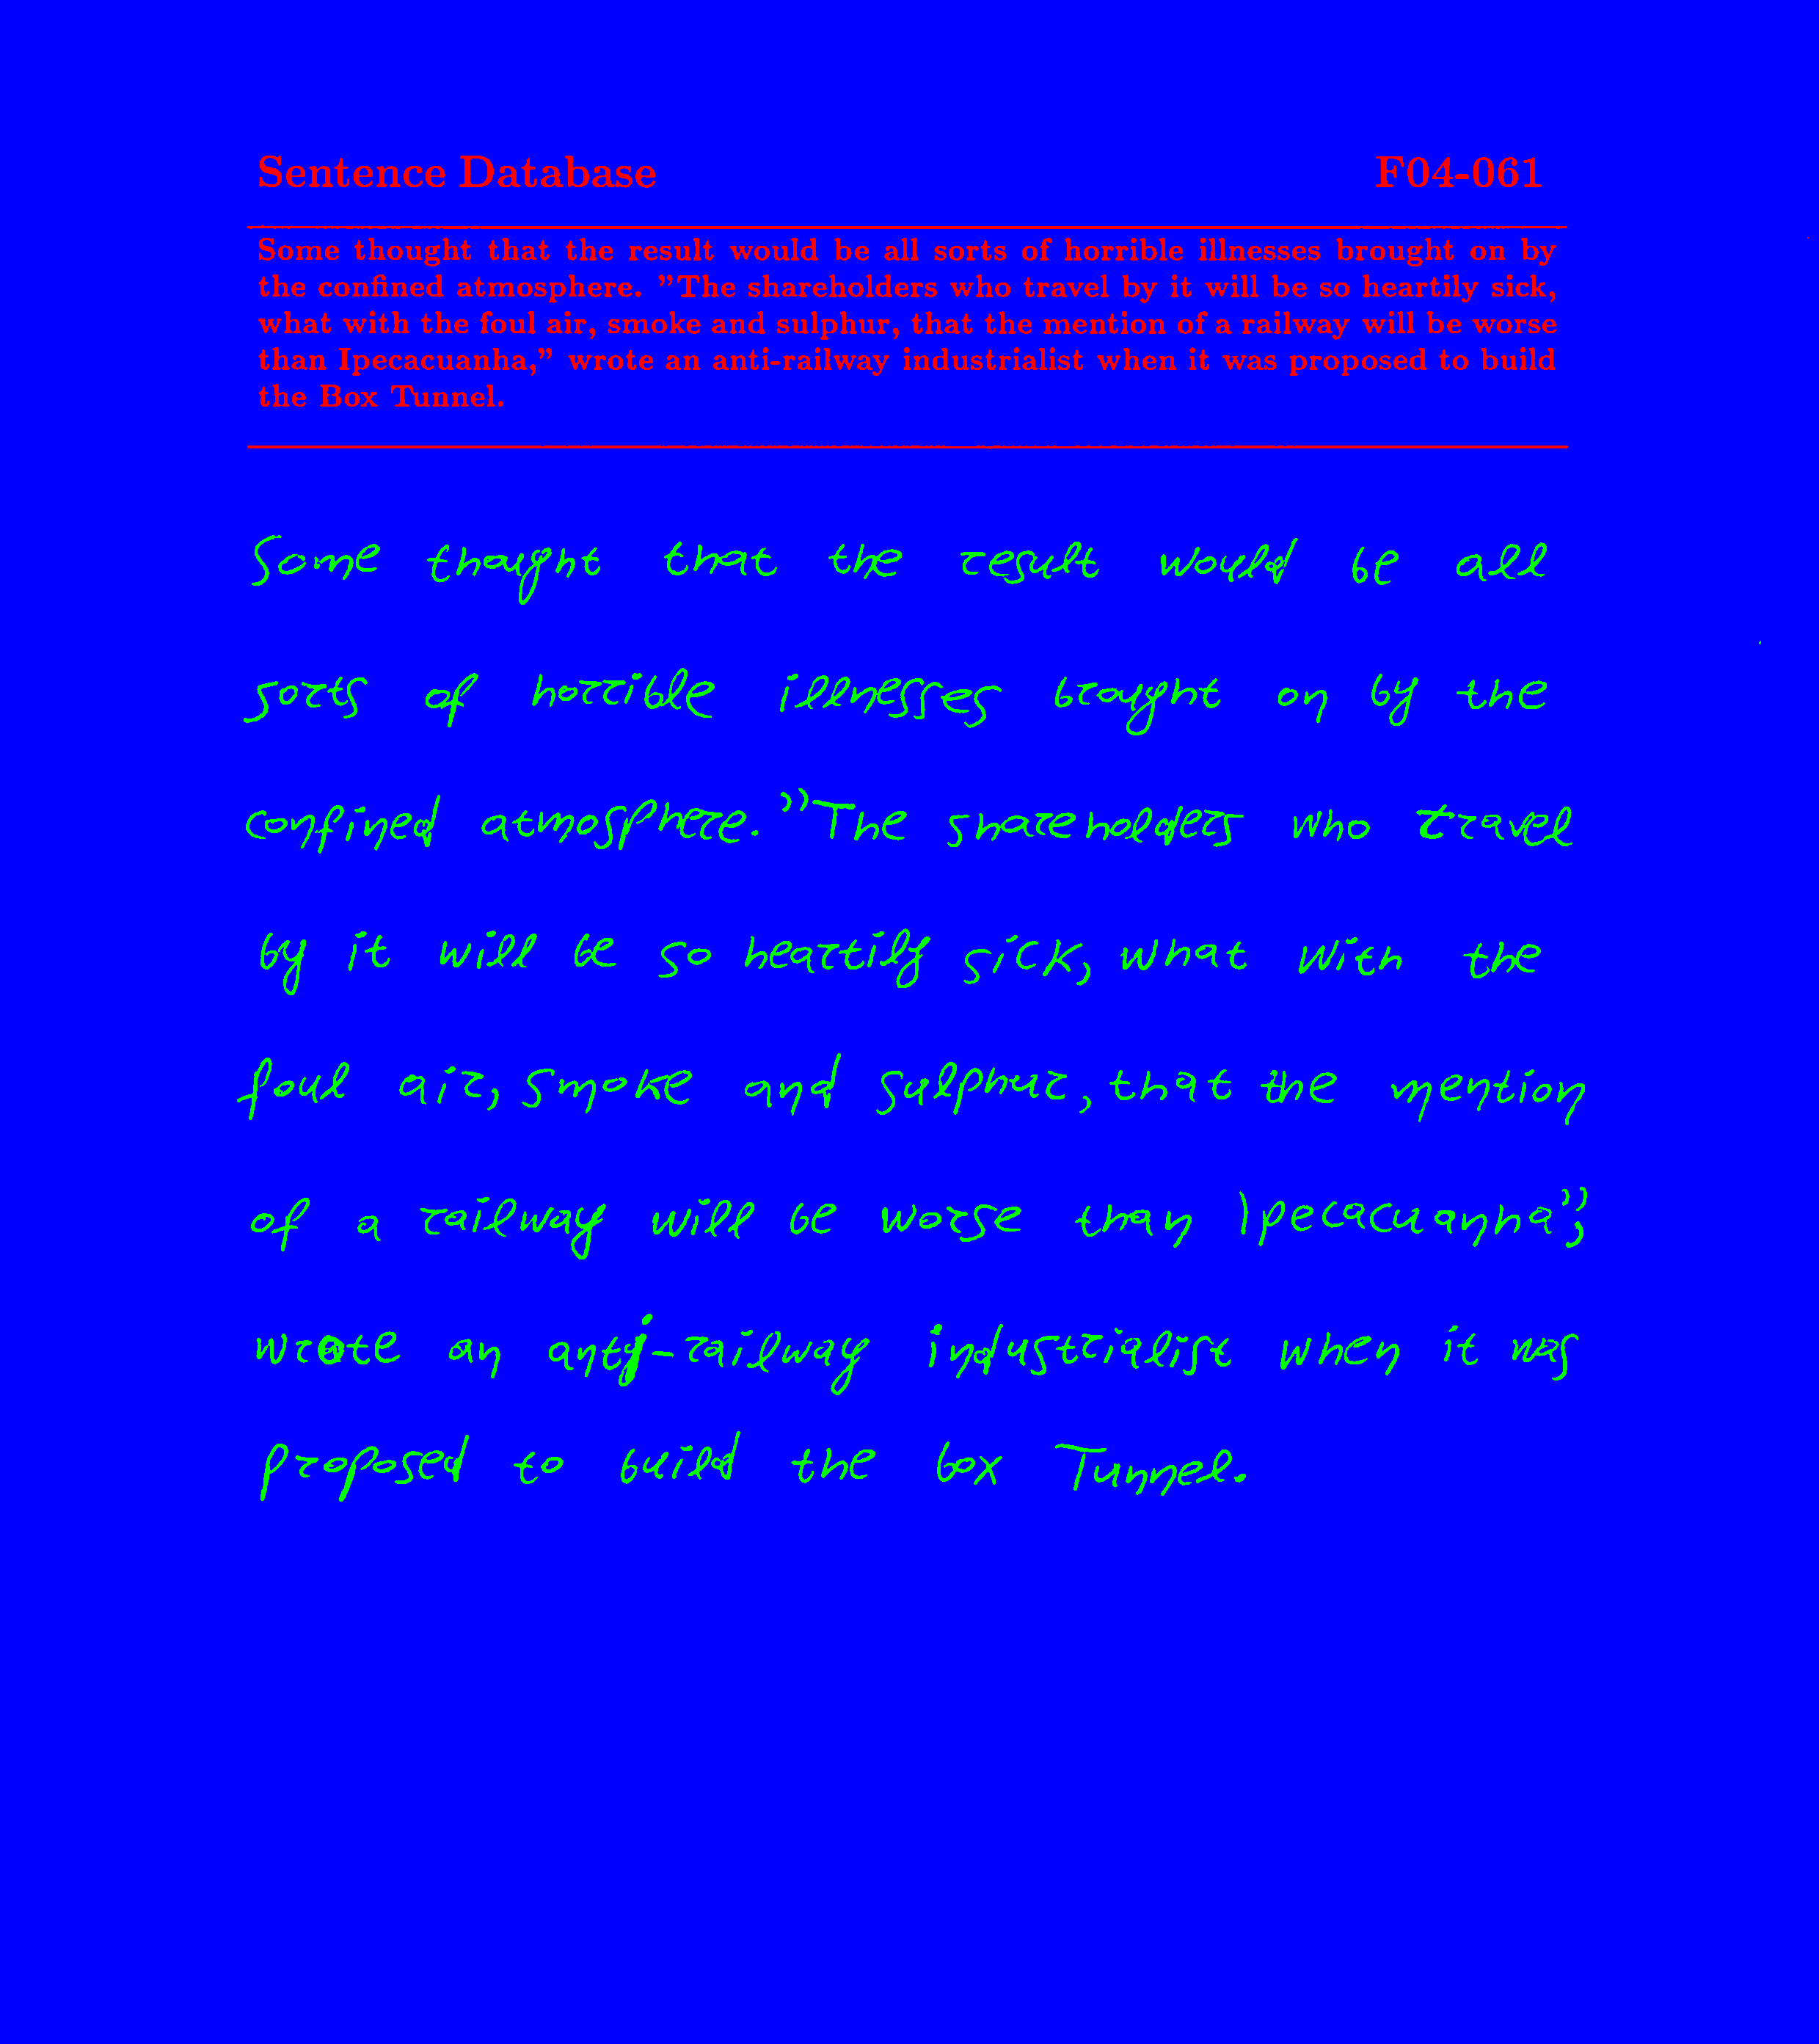 Sentence Database F04-061
Some thought that the result would be all sorts of horrible illnesses brought on by
the confined atmosphere. "The shareholders who travel by it will be so heartily sick,
what with the foul air, smoke and sulphur, that the mention of a railway will be worse
than Ipecacuanha," wrote an anti-railway industrialist when it was proposed to build
the Box Tunnel.
Some thought that the result would be all
sorts of horrible illnesses brought on by the
confined atmosphere. "The shareholders who travel
by it will be so heartily sick, what with the
foul air, smoke and sulphur, that the mention
of a railway will be worse than Ipecacuanha",
wrote an anti-railway industrialist when it was
proposed to build the box Tunnel.